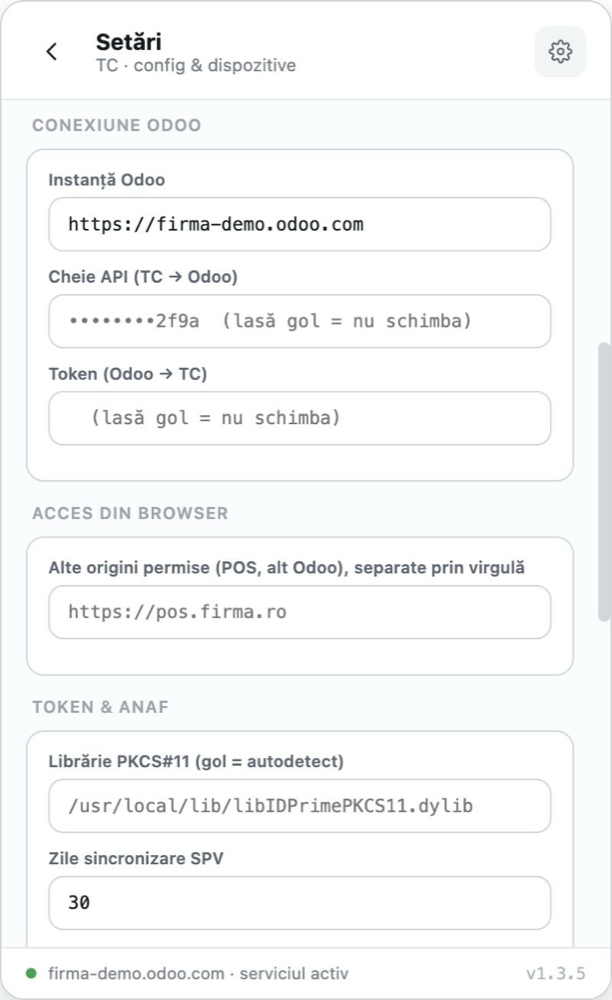 Setări
TC · config & dispozitive
CONEXIUNE ODOO
Instanță Odoo
https://firma-demo.odoo.com
Cheie API (TC → Odoo)
••••••••2f9a (lasă gol = nu schimba)
Token (Odoo → TC)
(lasă gol = nu schimba)
ACCES DIN BROWSER
Alte origini permise (POS, alt Odoo), separate prin virgulă
https://pos.firma.ro
TOKEN & ANAF
Librărie PKCS#11 (gol = autodetect)
/usr/local/lib/libIDPrimePKCS11.dylib
Zile sincronizare SPV
30
firma-demo.odoo.com · serviciul activ
v1.3.5